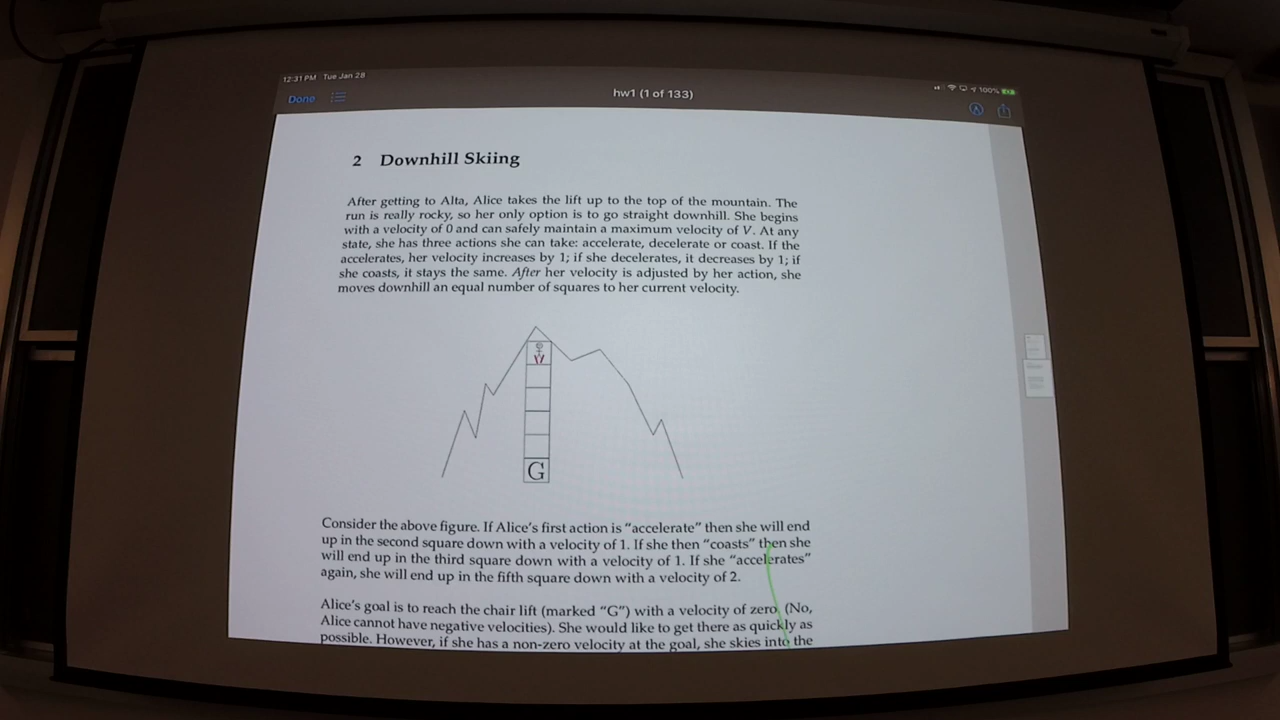 12:31 PM Tue Jan 28
100%
Done
hw1 (1 of 133)
2 Downhill Skiing
After getting to Alta, Alice takes the lift up to the top of the mountain. The
run is really rocky, so her only option is to go straight downhill. She begins
with a velocity of 0 and can safely maintain a maximum velocity of V. At any
state, she has three actions she can take: accelerate, decelerate or coast. If the
accelerates, her velocity increases by 1; if she decelerates, it decreases by 1; if
she coasts, it stays the same. After her velocity is adjusted by her action, she
moves downhill an equal number of squares to her current velocity.
G
Consider the above figure. If Alice's first action is "accelerate" then she will end
up in the second square down with a velocity of 1. If she then "coasts" then she
will end up in the third square down with a velocity of 1. If she "accelerates"
again, she will end up in the fifth square down with a velocity of 2.
Alice's goal is to reach the chair lift (marked "G") with a velocity of zero. (No,
Alice cannot have negative velocities). She would like to get there as quickly as
possible. However, if she has a non-zero velocity at the goal, she skies into the